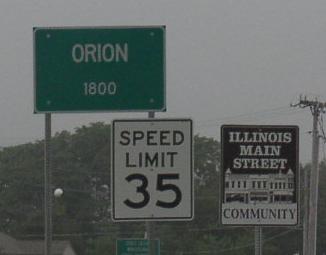 ORION
1800
SPEED
LIMIT
35
ILLINOIS
MAIN
STREET
COMMUNITY